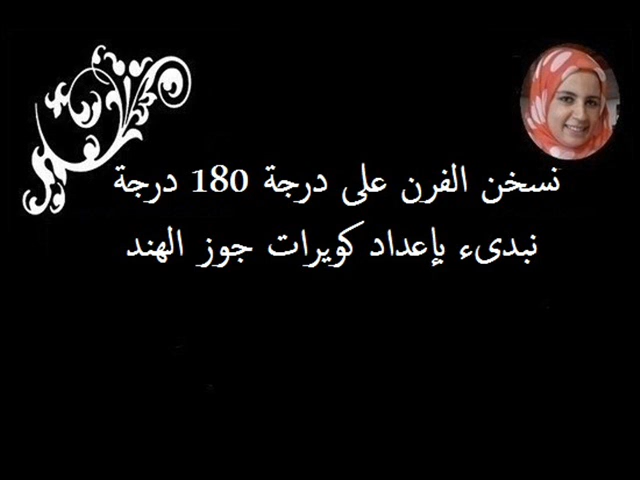 نسخن الفرن على درجة 180 درجة
نبدىء بإعداد كويرات جوز الهند